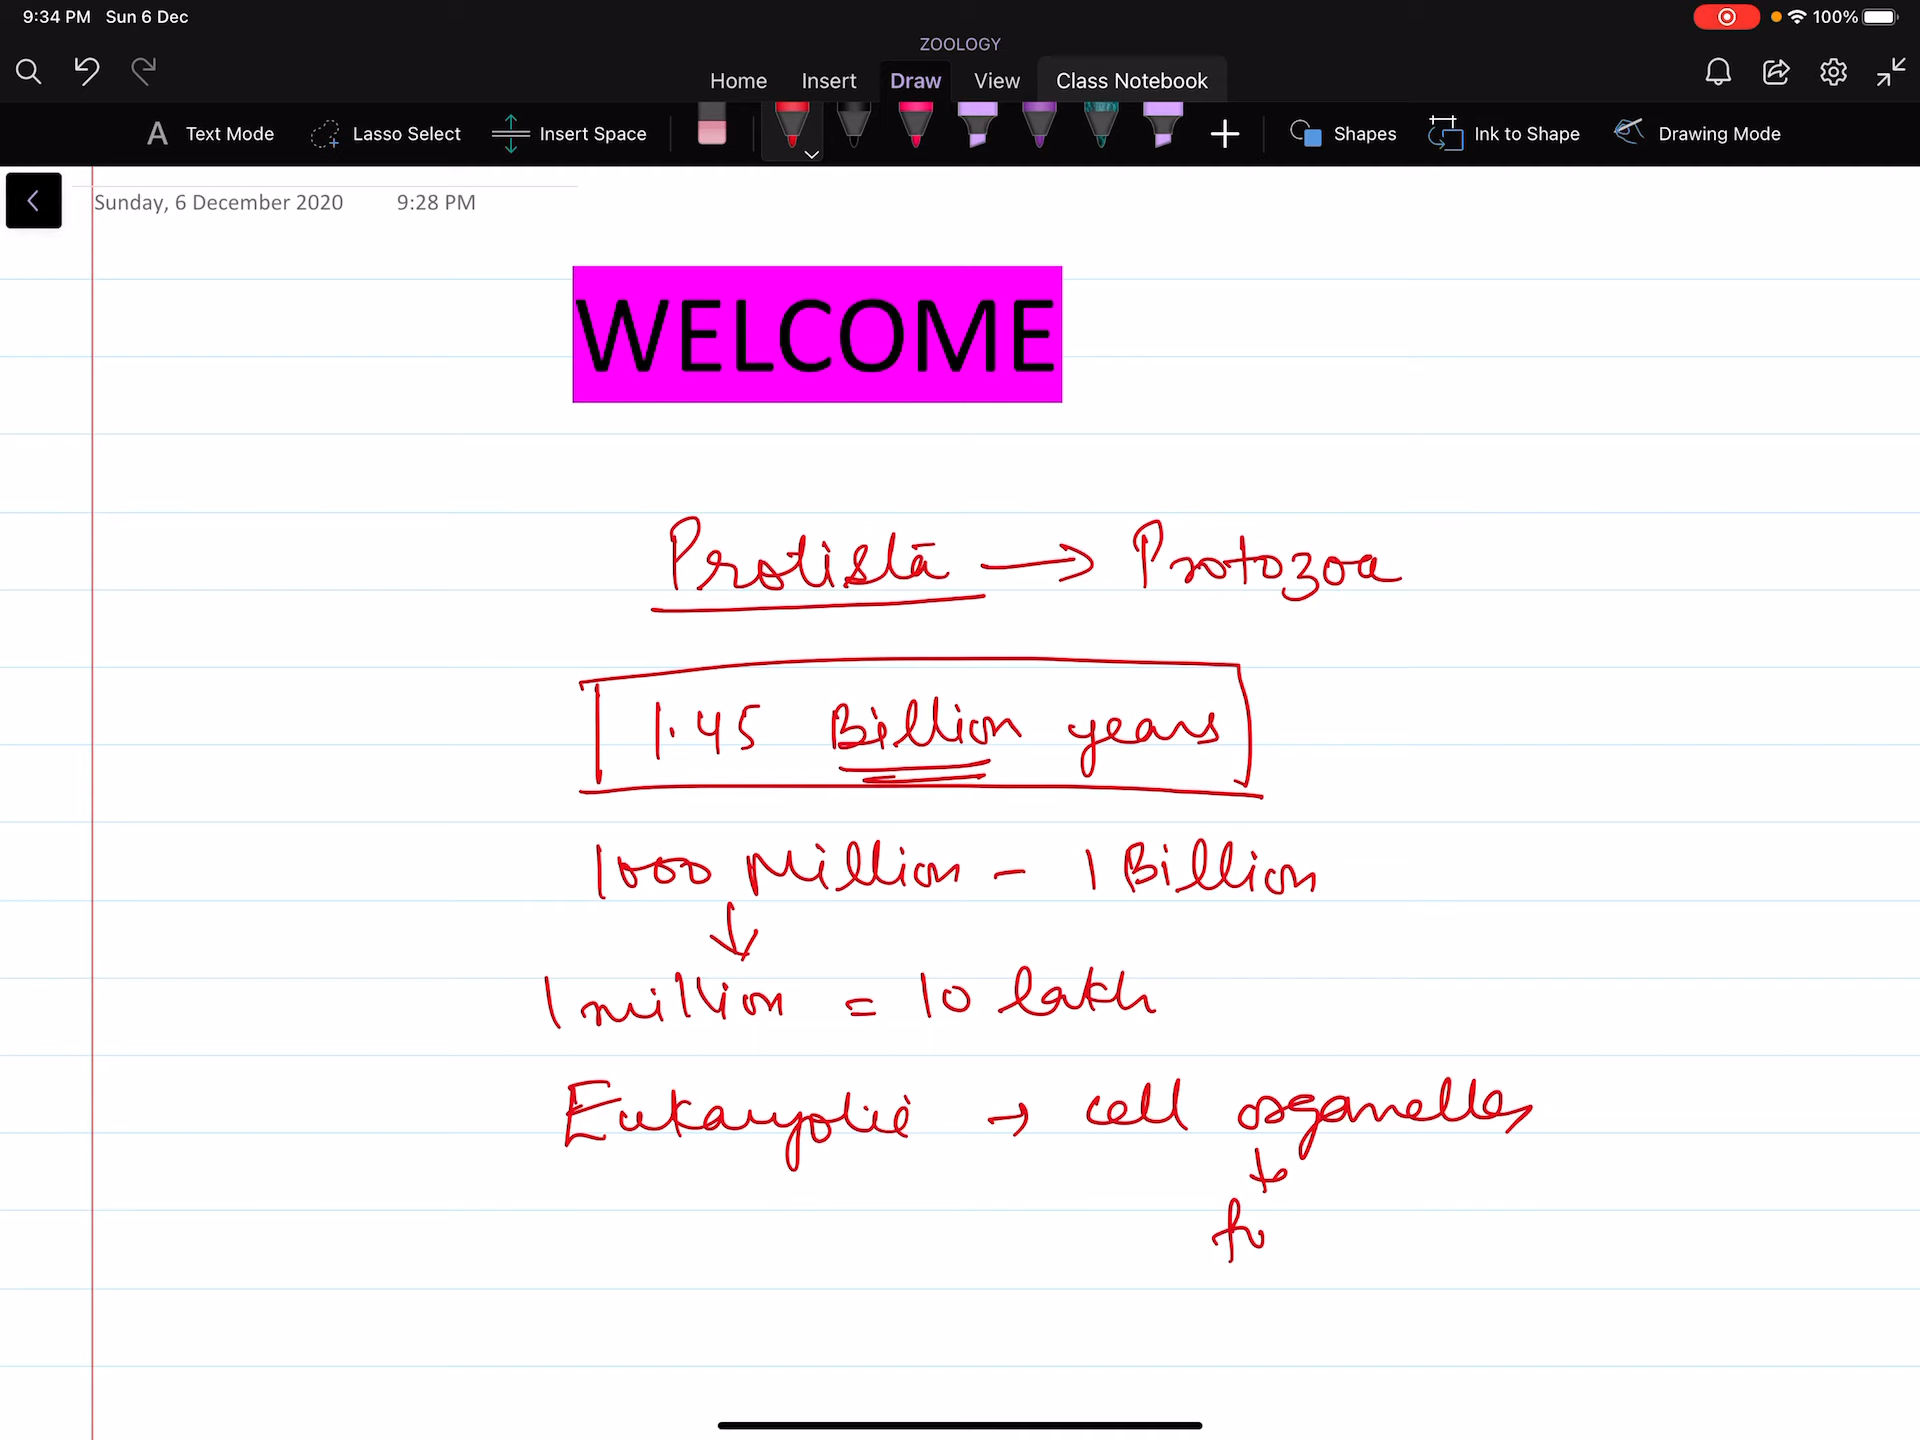 9:34 PM Sun 6 Dec 100%
ZOOLOGY
Home Insert Draw View Class Notebook
A Text Mode Lasso Select Insert Space Shapes Ink to Shape Drawing Mode
Sunday, 6 December 2020 9:28 PM
WELCOME
Protista → Protozoa
1.45 Billion years
1000 Million - 1 Billion
↓
1 million = 10 lakh
Eukaryotic → cell organelles
↓